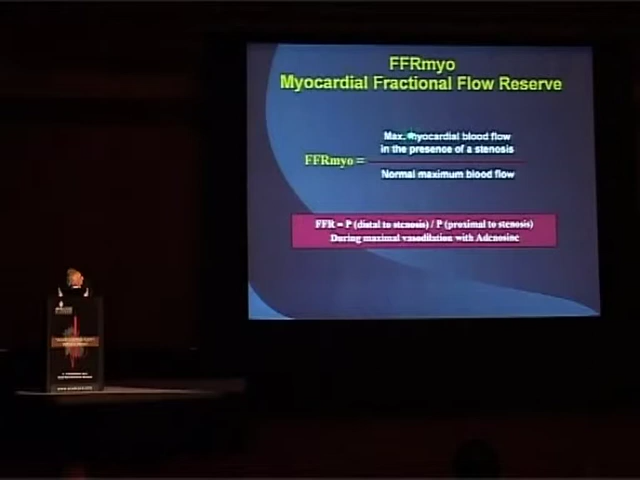 FFRmyo
Myocardial Fractional Flow Reserve
Max. myocardial blood flow
in the presence of a stenosis
FFRmyo =
Normal maximum blood flow
FFR = P (distal to stenosis) / P (proximal to stenosis)
During maximal vasodilation with Adenosine